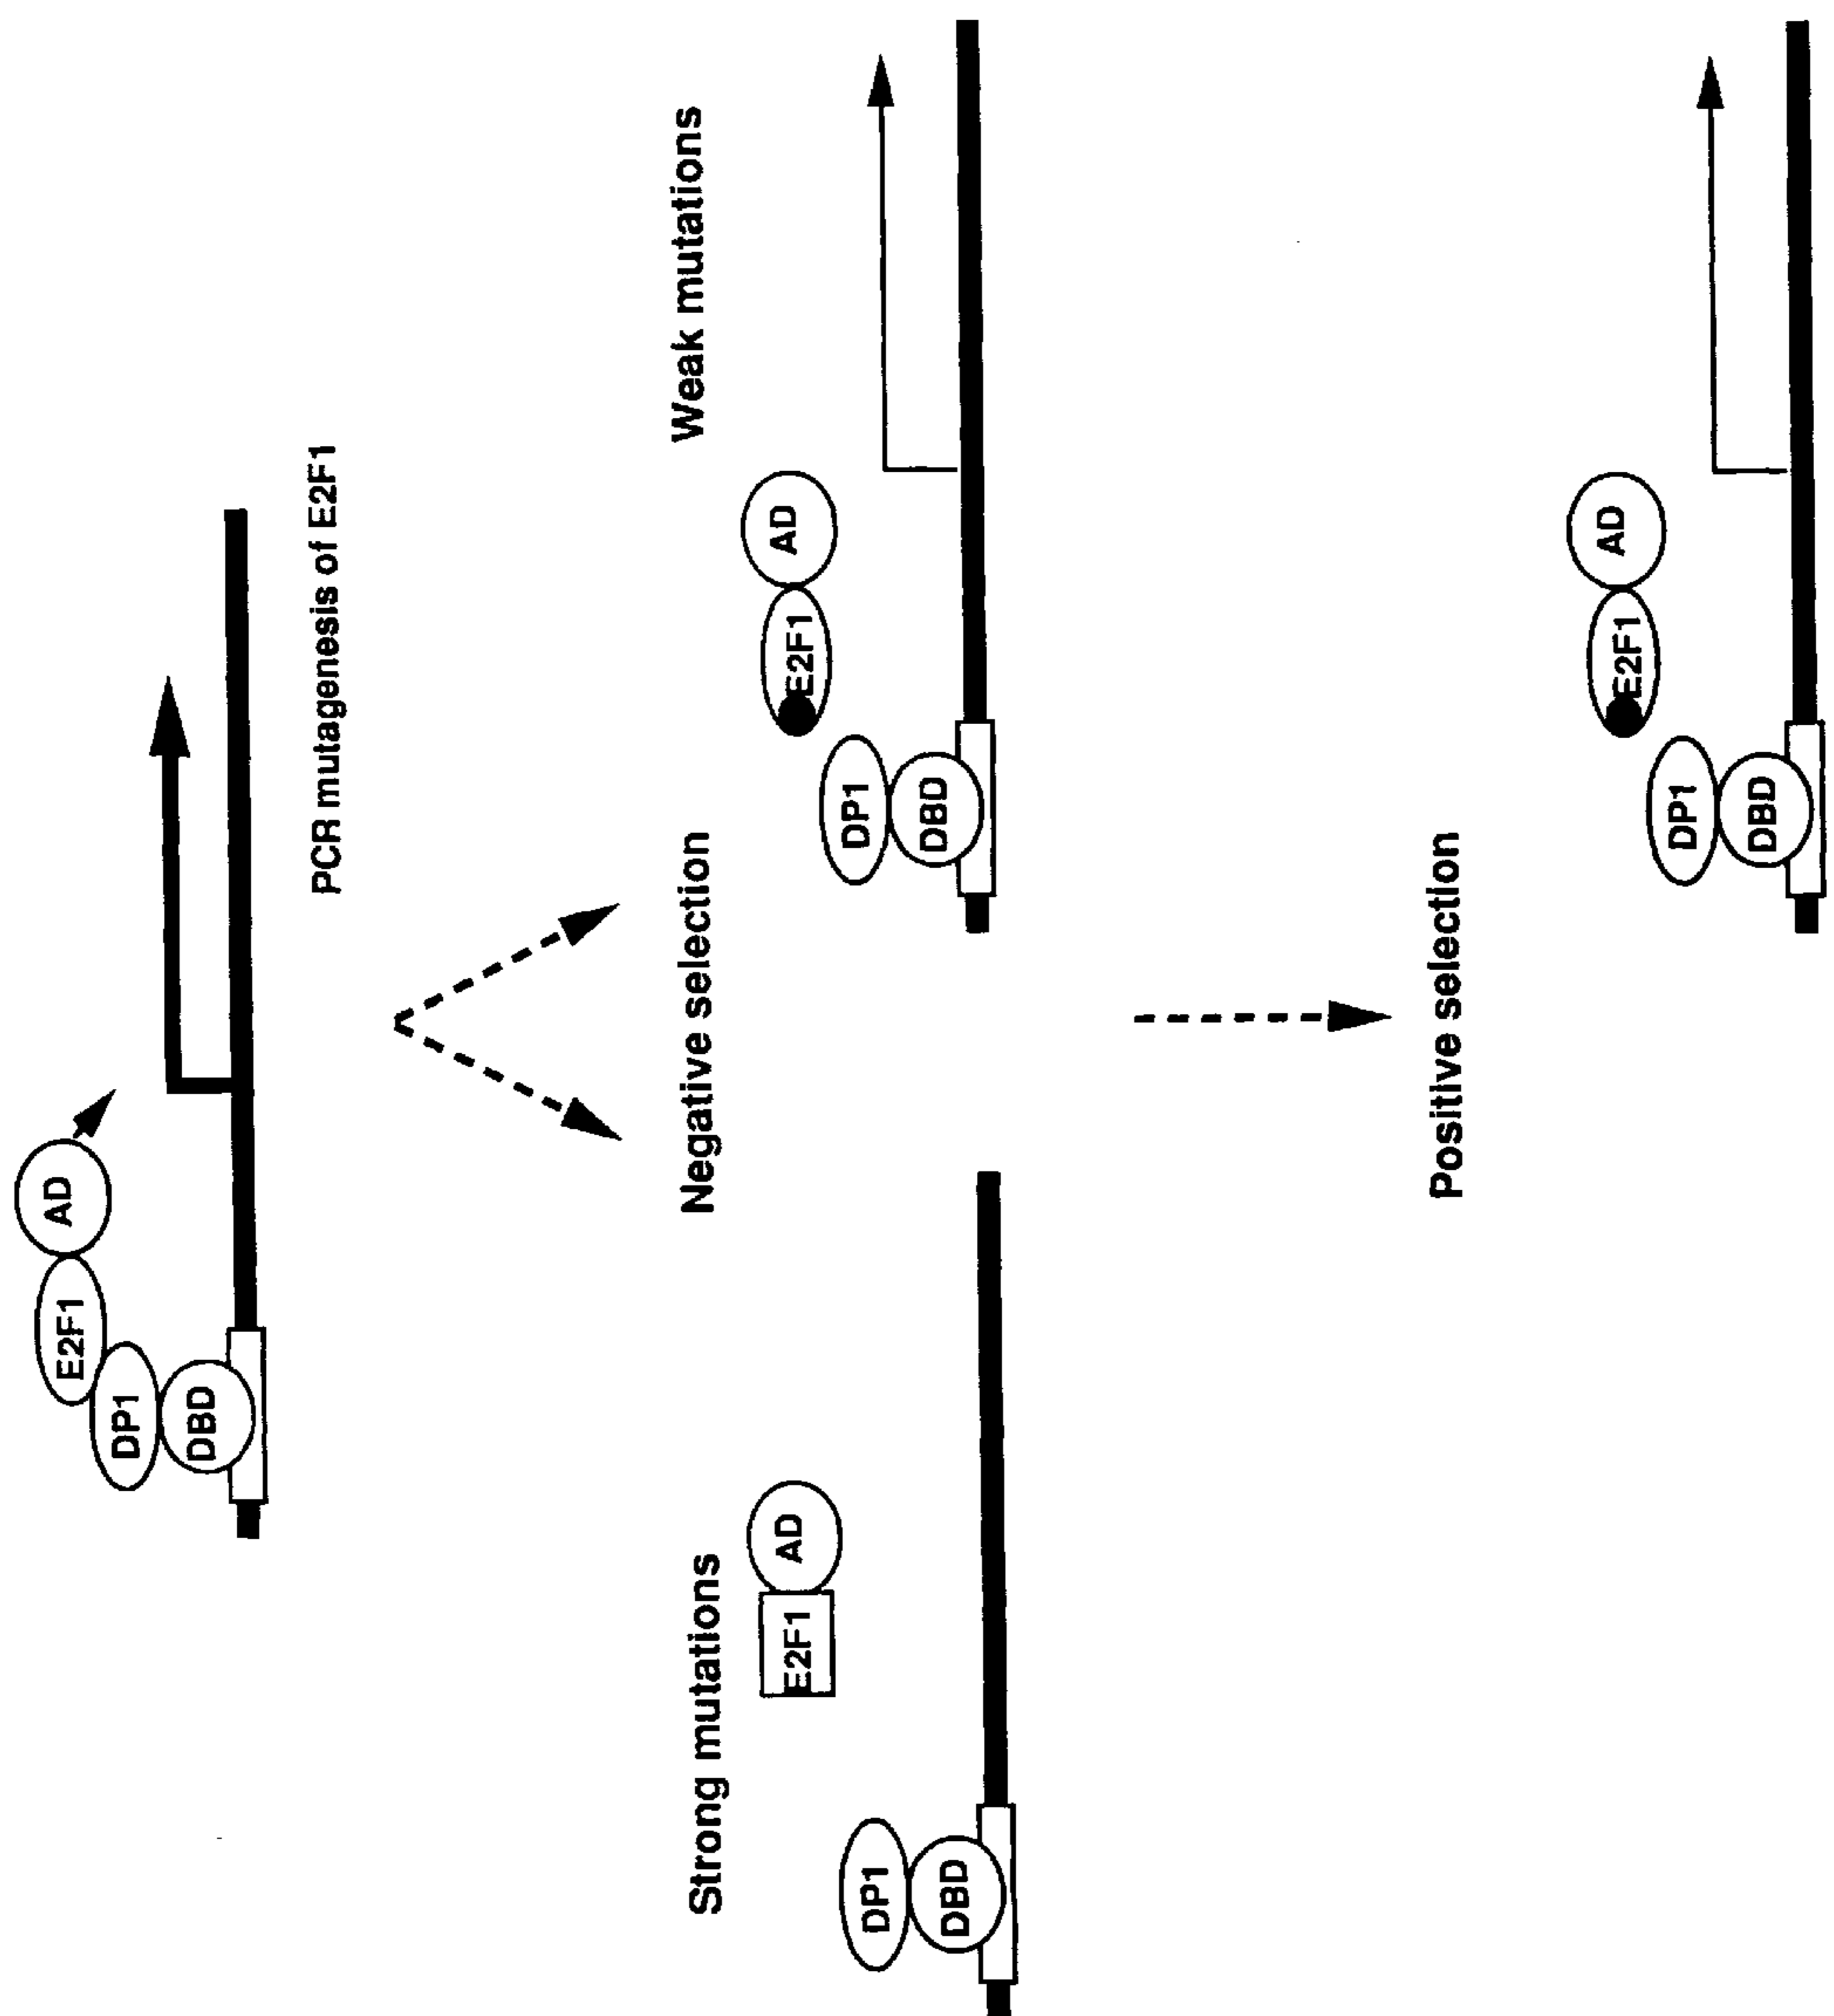 AD
E2F1
DP1
DBD
PCR mutagenesis of E2F1
Negative selection
Strong mutations
E2F1
AD
DP1
DBD
Weak mutations
E2F1
AD
DP1
DBD
Positive selection
E2F1
AD
DP1
DBD